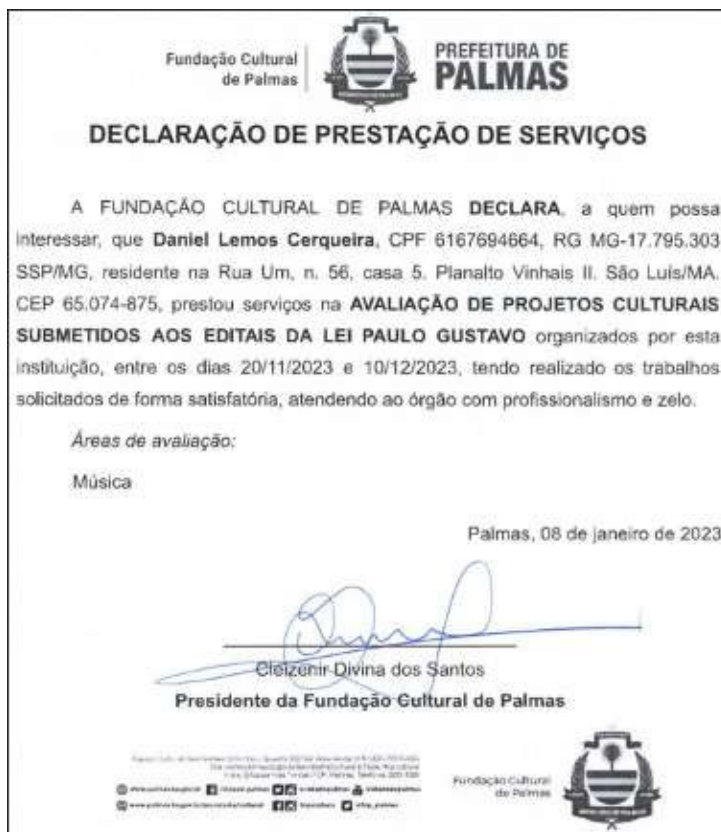 Fundação Cultural
de Palmas
PREFEITURA DE
PALMAS
DECLARAÇÃO DE PRESTAÇÃO DE SERVIÇOS
A FUNDAÇÃO CULTURAL DE PALMAS DECLARA, a quem possa
interessar, que Daniel Lemos Cerqueira, CPF 6167694664, RG MG-17.795.303
SSP/MG, residente na Rua Um, n. 56, casa 5. Planalto Vinhais II. São Luís/MA.
CEP 65.074-875, prestou serviços na AVALIAÇÃO DE PROJETOS CULTURAIS
SUBMETIDOS AOS EDITAIS DA LEI PAULO GUSTAVO organizados por esta
instituição, entre os dias 20/11/2023 e 10/12/2023, tendo realizado os trabalhos
solicitados de forma satisfatória, atendendo ao órgão com profissionalismo e zelo.
Áreas de avaliação:
Música
Palmas, 08 de janeiro de 2023
Cleizenir Divina dos Santos
Presidente da Fundação Cultural de Palmas
Fundação Cultural
de Palmas